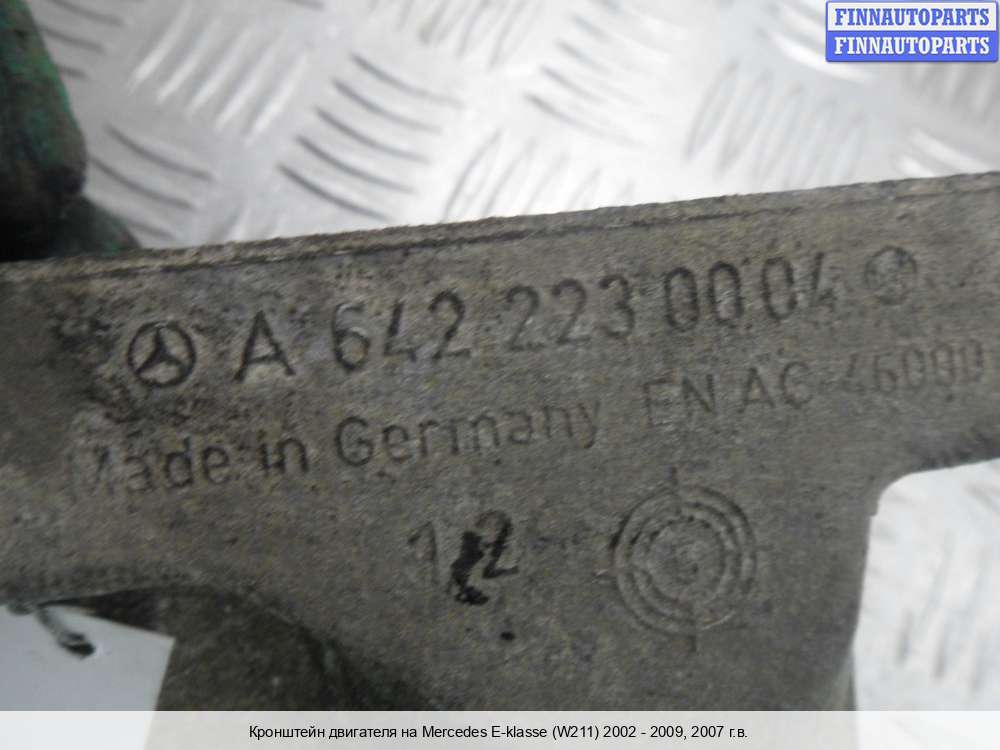 FINNAUTOPARTS
FINNAUTOPARTS
A 642 223 00 04
Made in Germany EN AC-46000
12
Кронштейн двигателя на Mercedes E-klasse (W211) 2002 - 2009, 2007 г.в.